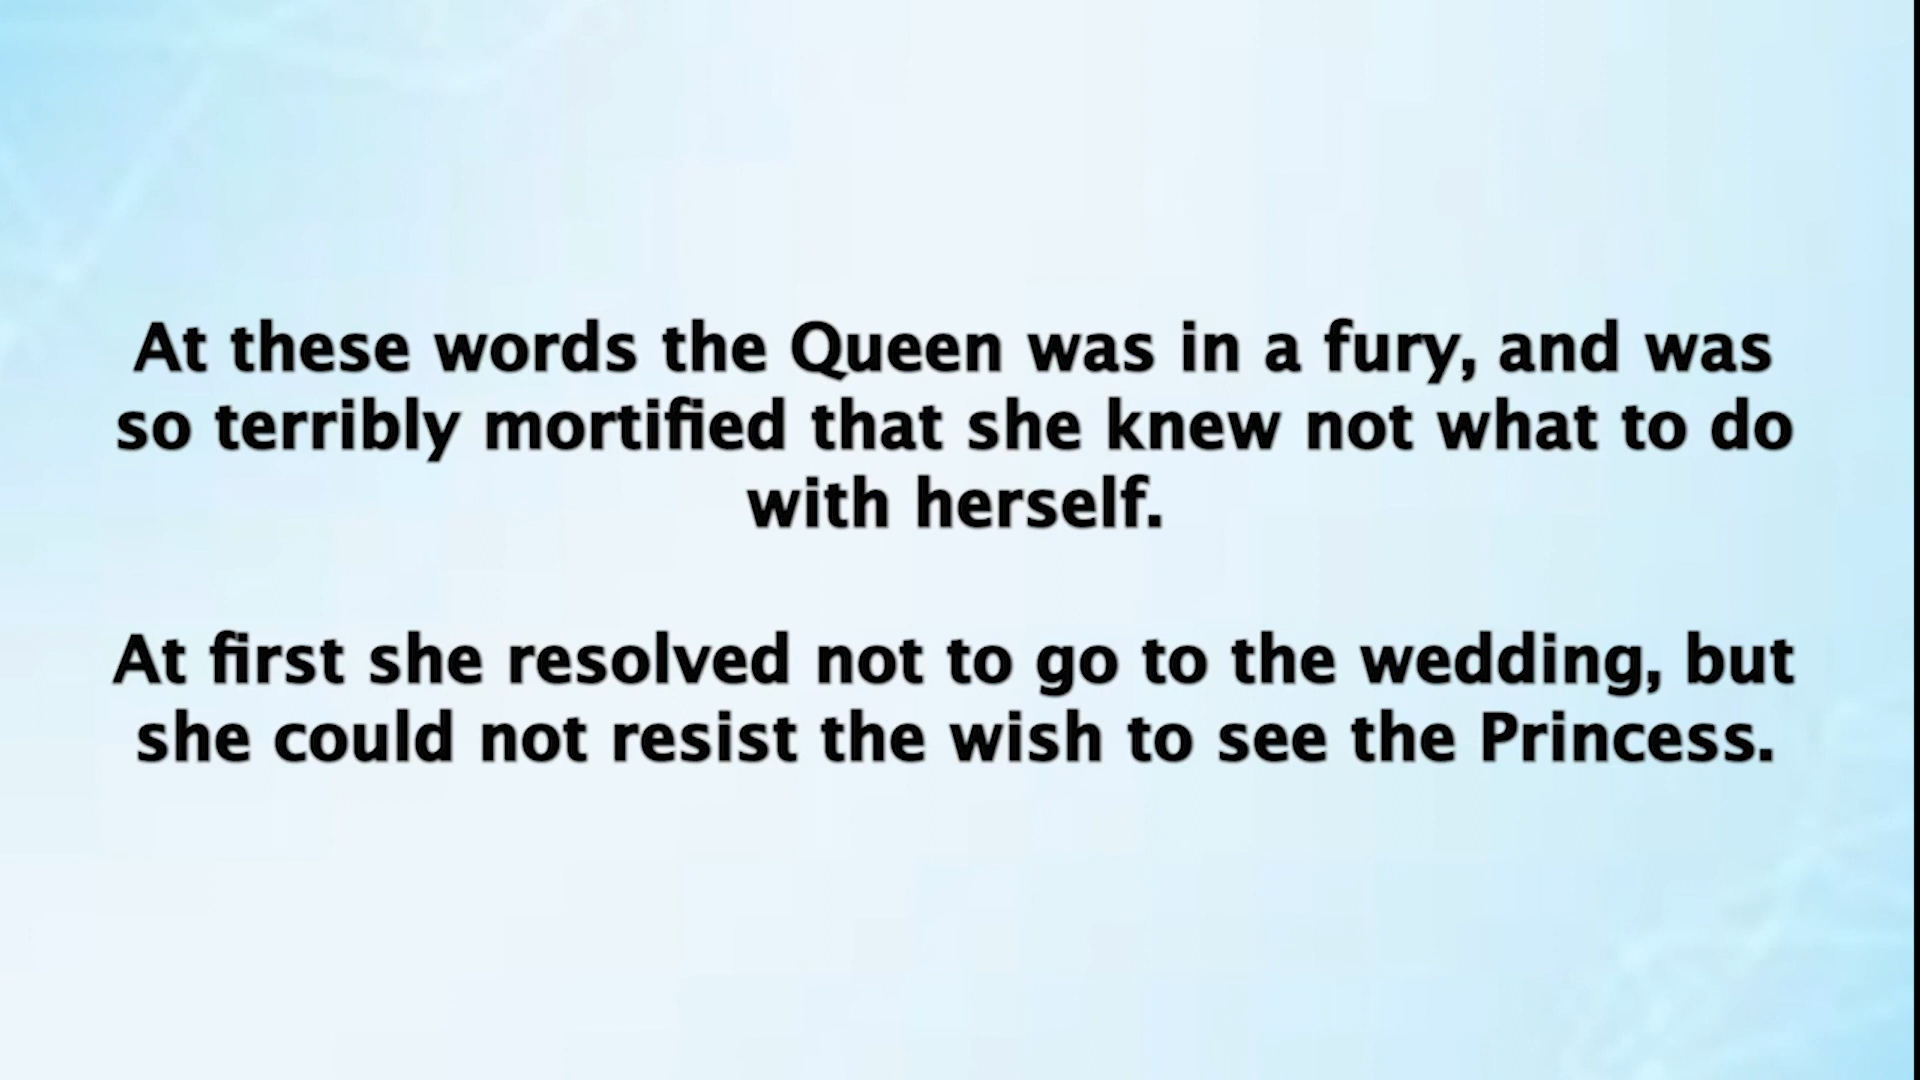 At these words the Queen was in a fury, and was
so terribly mortified that she knew not what to do
with herself.
At first she resolved not to go to the wedding, but
she could not resist the wish to see the Princess.